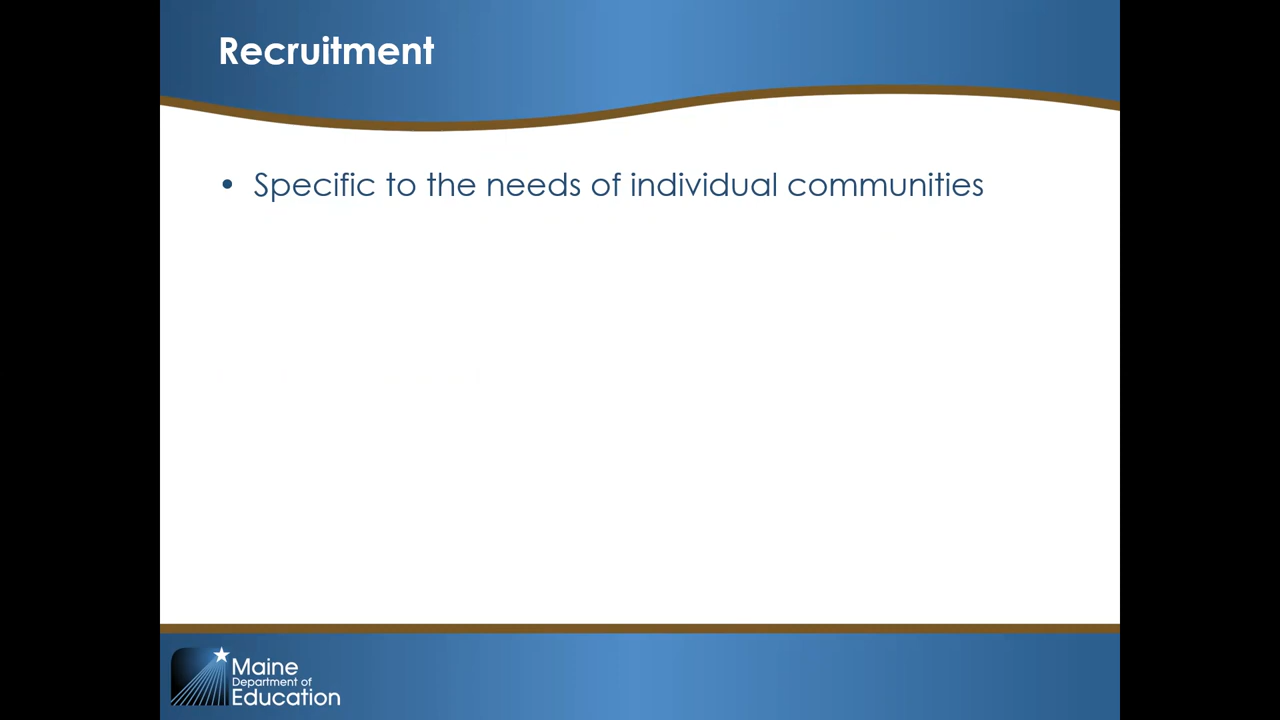 Recruitment
• Specific to the needs of individual communities
Maine
Department of
Education